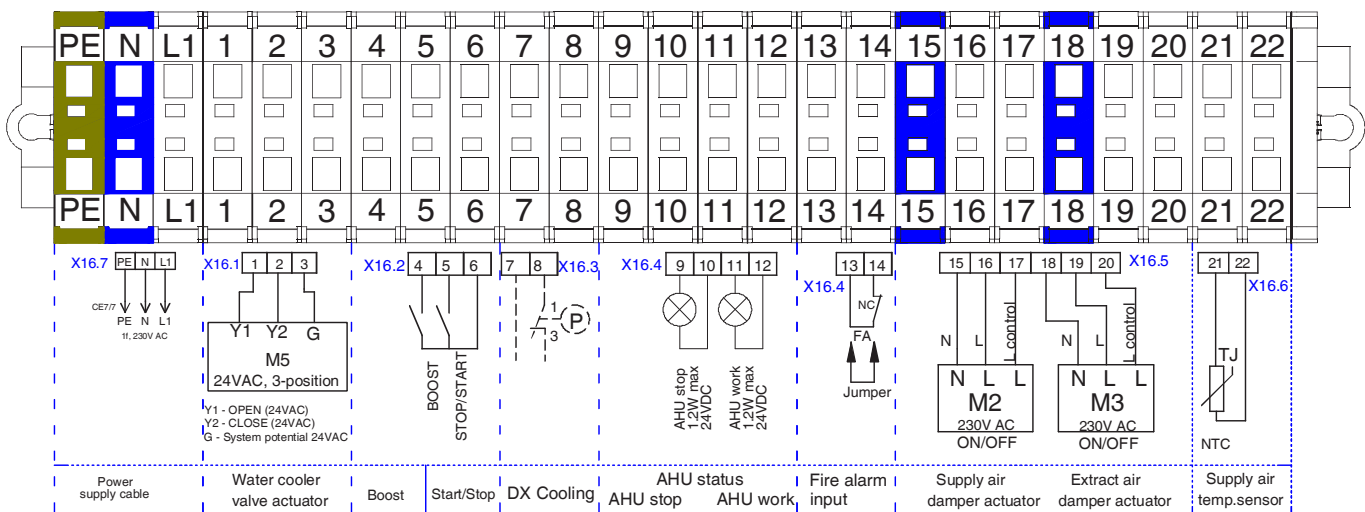 PE N L1 1 2 3 4 5 6 7 8 9 10 11 12 13 14 15 16 17 18 19 20 21 22
PE N L1 1 2 3 4 5 6 7 8 9 10 11 12 13 14 15 16 17 18 19 20 21 22
X16.7 PE N L1
CE7/7
PE N L1
1f, 230V AC
X16.1 1 2 3
Y1 Y2 G
M5
24VAC, 3-position
Y1 - OPEN (24VAC)
Y2 - CLOSE (24VAC)
G - System potential 24VAC
X16.2 4 5 6
BOOST
STOP/START
7 8 X16.3
1
3
P
X16.4 9 10 11 12
AHU stop
1.2W max
24VDC
AHU work
1.2W max
24VDC
13 14
X16.4
NC
FA
Jumper
15 16 17 18 19 20 X16.5
N L L control
N L L
M2
230V AC
ON/OFF
N L L control
N L L
M3
230V AC
ON/OFF
21 22
X16.6
TJ
NTC
Power
supply cable
Water cooler
valve actuator
Boost
Start/Stop
DX Cooling
AHU status
AHU stop AHU work
Fire alarm
input
Supply air
damper actuator
Extract air
damper actuator
Supply air
temp.sensor